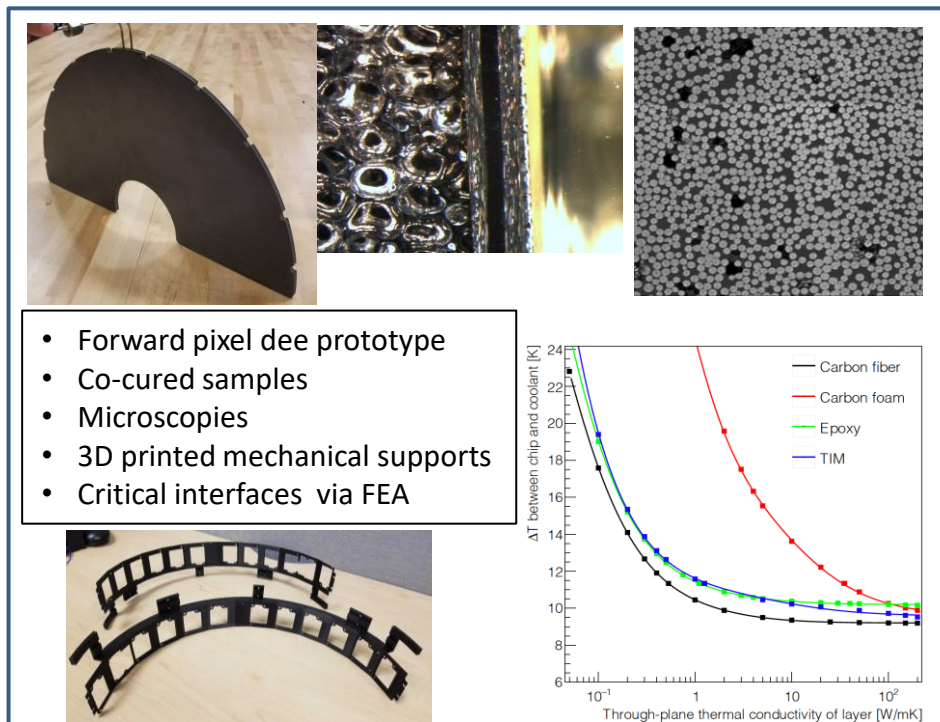 • Forward pixel dee prototype
• Co-cured samples
• Microscopies
• 3D printed mechanical supports
• Critical interfaces  via FEA
ΔT between chip and coolant [K]
24
22
20
18
16
14
12
10
8
6
Carbon fiber
Carbon foam
Epoxy
TIM
10⁻¹ 1 10 10²
Through-plane thermal conductivity of layer [W/mK]